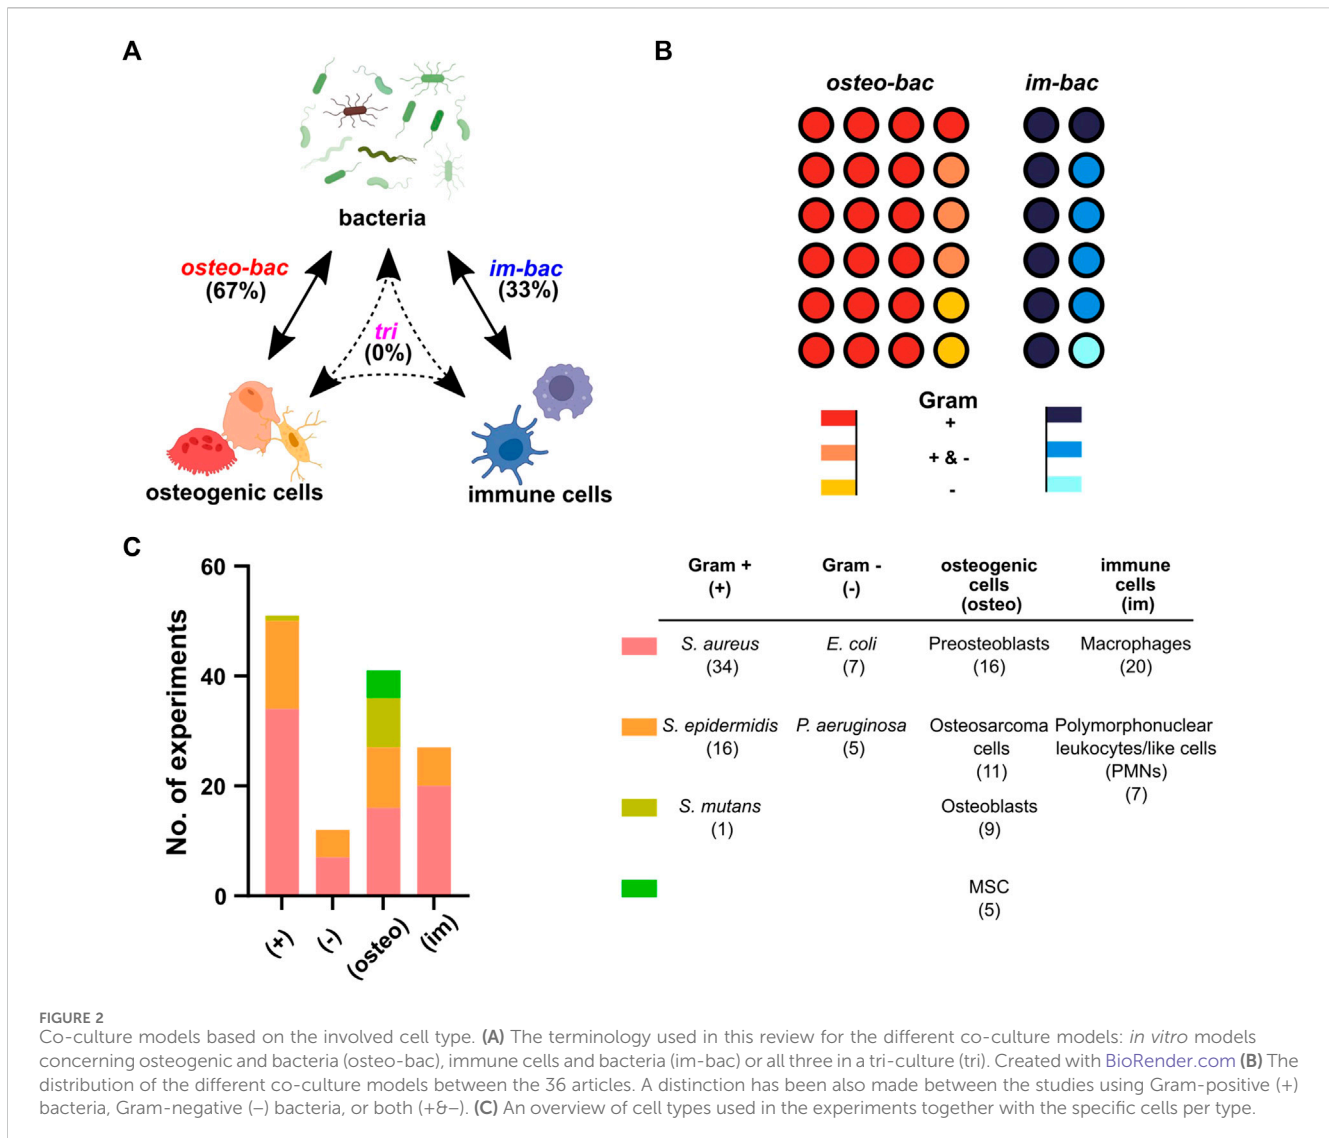 A
bacteria
osteo-bac
(67%)
im-bac
(33%)
tri
(0%)
osteogenic cells
immune cells
B
osteo-bac
im-bac
Gram
+
+ & -
-
C
No. of experiments
60
40
20
0
(+)
(-)
(osteo)
(im)
Gram +
(+)
Gram -
(-)
osteogenic
cells
(osteo)
immune
cells
(im)
S. aureus
(34)
E. coli
(7)
Preosteoblasts
(16)
Macrophages
(20)
S. epidermidis
(16)
P. aeruginosa
(5)
Osteosarcoma
cells
(11)
Polymorphonuclear
leukocytes/like cells
(PMNs)
(7)
S. mutans
(1)
Osteoblasts
(9)
MSC
(5)
FIGURE 2
Co-culture models based on the involved cell type. (A) The terminology used in this review for the different co-culture models: in vitro models
concerning osteogenic and bacteria (osteo-bac), immune cells and bacteria (im-bac) or all three in a tri-culture (tri). Created with BioRender.com (B) The
distribution of the different co-culture models between the 36 articles. A distinction has been also made between the studies using Gram-positive (+)
bacteria, Gram-negative (−) bacteria, or both (+&−). (C) An overview of cell types used in the experiments together with the specific cells per type.